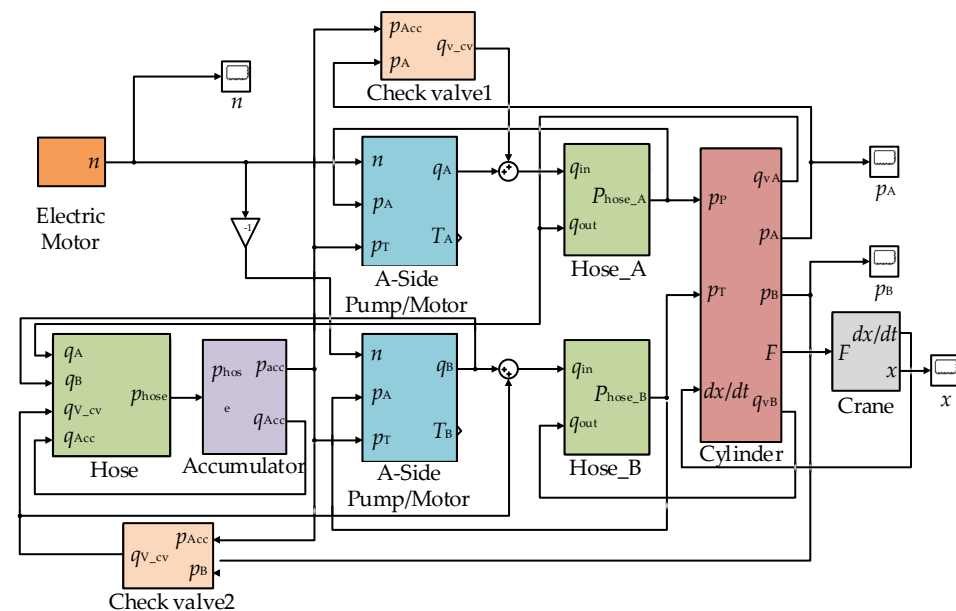 pAcc
qv_cv
pA
Check valve1
n
n
Electric
Motor
-1
n
qA
pA
TA
pT
A-Side
Pump/Motor
qin
Phose_A
qout
Hose_A
qvA
pP
pA
pT
pB
F
dx/dt
qvB
Cylinder
pA
pB
dx/dt
F
x
Crane
x
qA
qB
qV_cv
qAcc
phose
Hose
phos
e
pacc
qAcc
Accumulator
n
qB
pA
pT
TB
A-Side
Pump/Motor
qin
Phose_B
qout
Hose_B
pAcc
qV_cv
pB
Check valve2